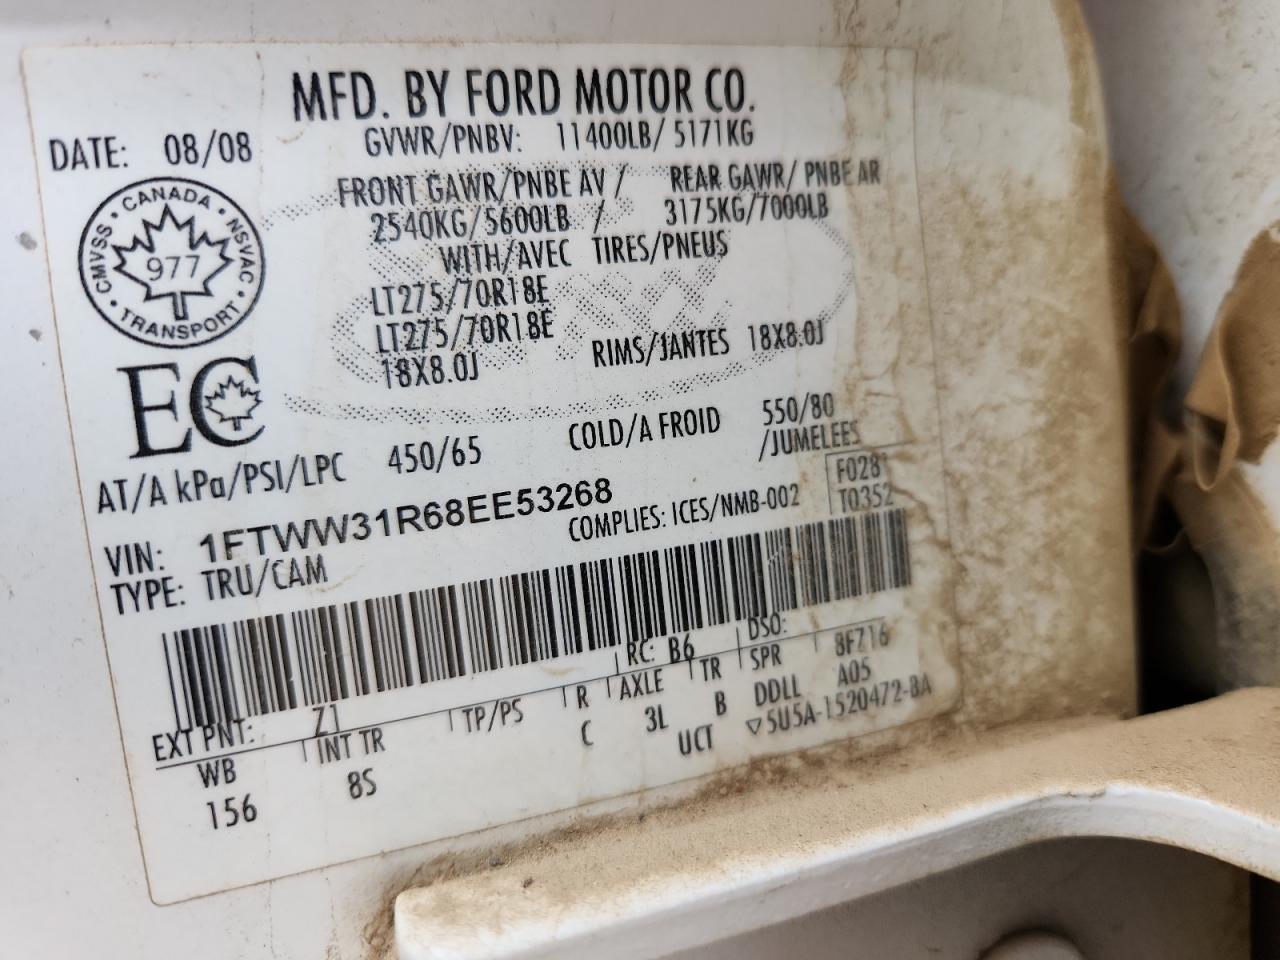 MFD. BY FORD MOTOR CO.
DATE: 08/08 GVWR/PNBV: 11400LB/ 5171KG
FRONT GAWR/PNBE AV / REAR GAWR/ PNBE AR
2540KG/5600LB / 3175KG/7000LB
WITH/AVEC TIRES/PNEUS
CANADA • NSVAC • TRANSPORT • CMVSS •
977
LT275/70R18E
LT275/70R18E
18X8.0J RIMS/JANTES 18X8.0J
EC
AT/A kPa/PSI/LPC 450/65 COLD/A FROID 550/80
/JUMELEES
VIN: 1FTWW31R68EE53268
COMPLIES: ICES/NMB-002
F028
T0352
TYPE: TRU/CAM
EXT PNT: Z1 RC: B6 DSO:
WB INT TR TP/PS R AXLE TR SPR 8FZ16
156 8S C 3L B DDLL A05
UCT ▽5U5A-1520472-BA